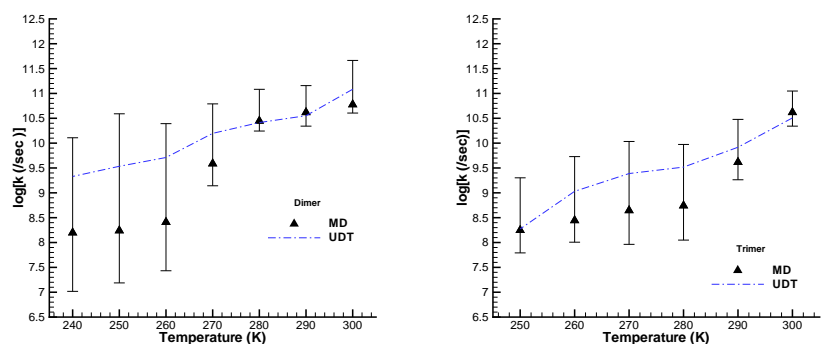 12.5
12
11.5
11
10.5
10
9.5
9
8.5
8
7.5
7
6.5
log[k (/sec )]
240 250 260 270 280 290 300
Temperature (K)
Dimer
MD
UDT
12.5
12
11.5
11
10.5
10
9.5
9
8.5
8
7.5
7
6.5
log[k (/sec)]
250 260 270 280 290 300
Temperature (K)
Trimer
MD
UDT